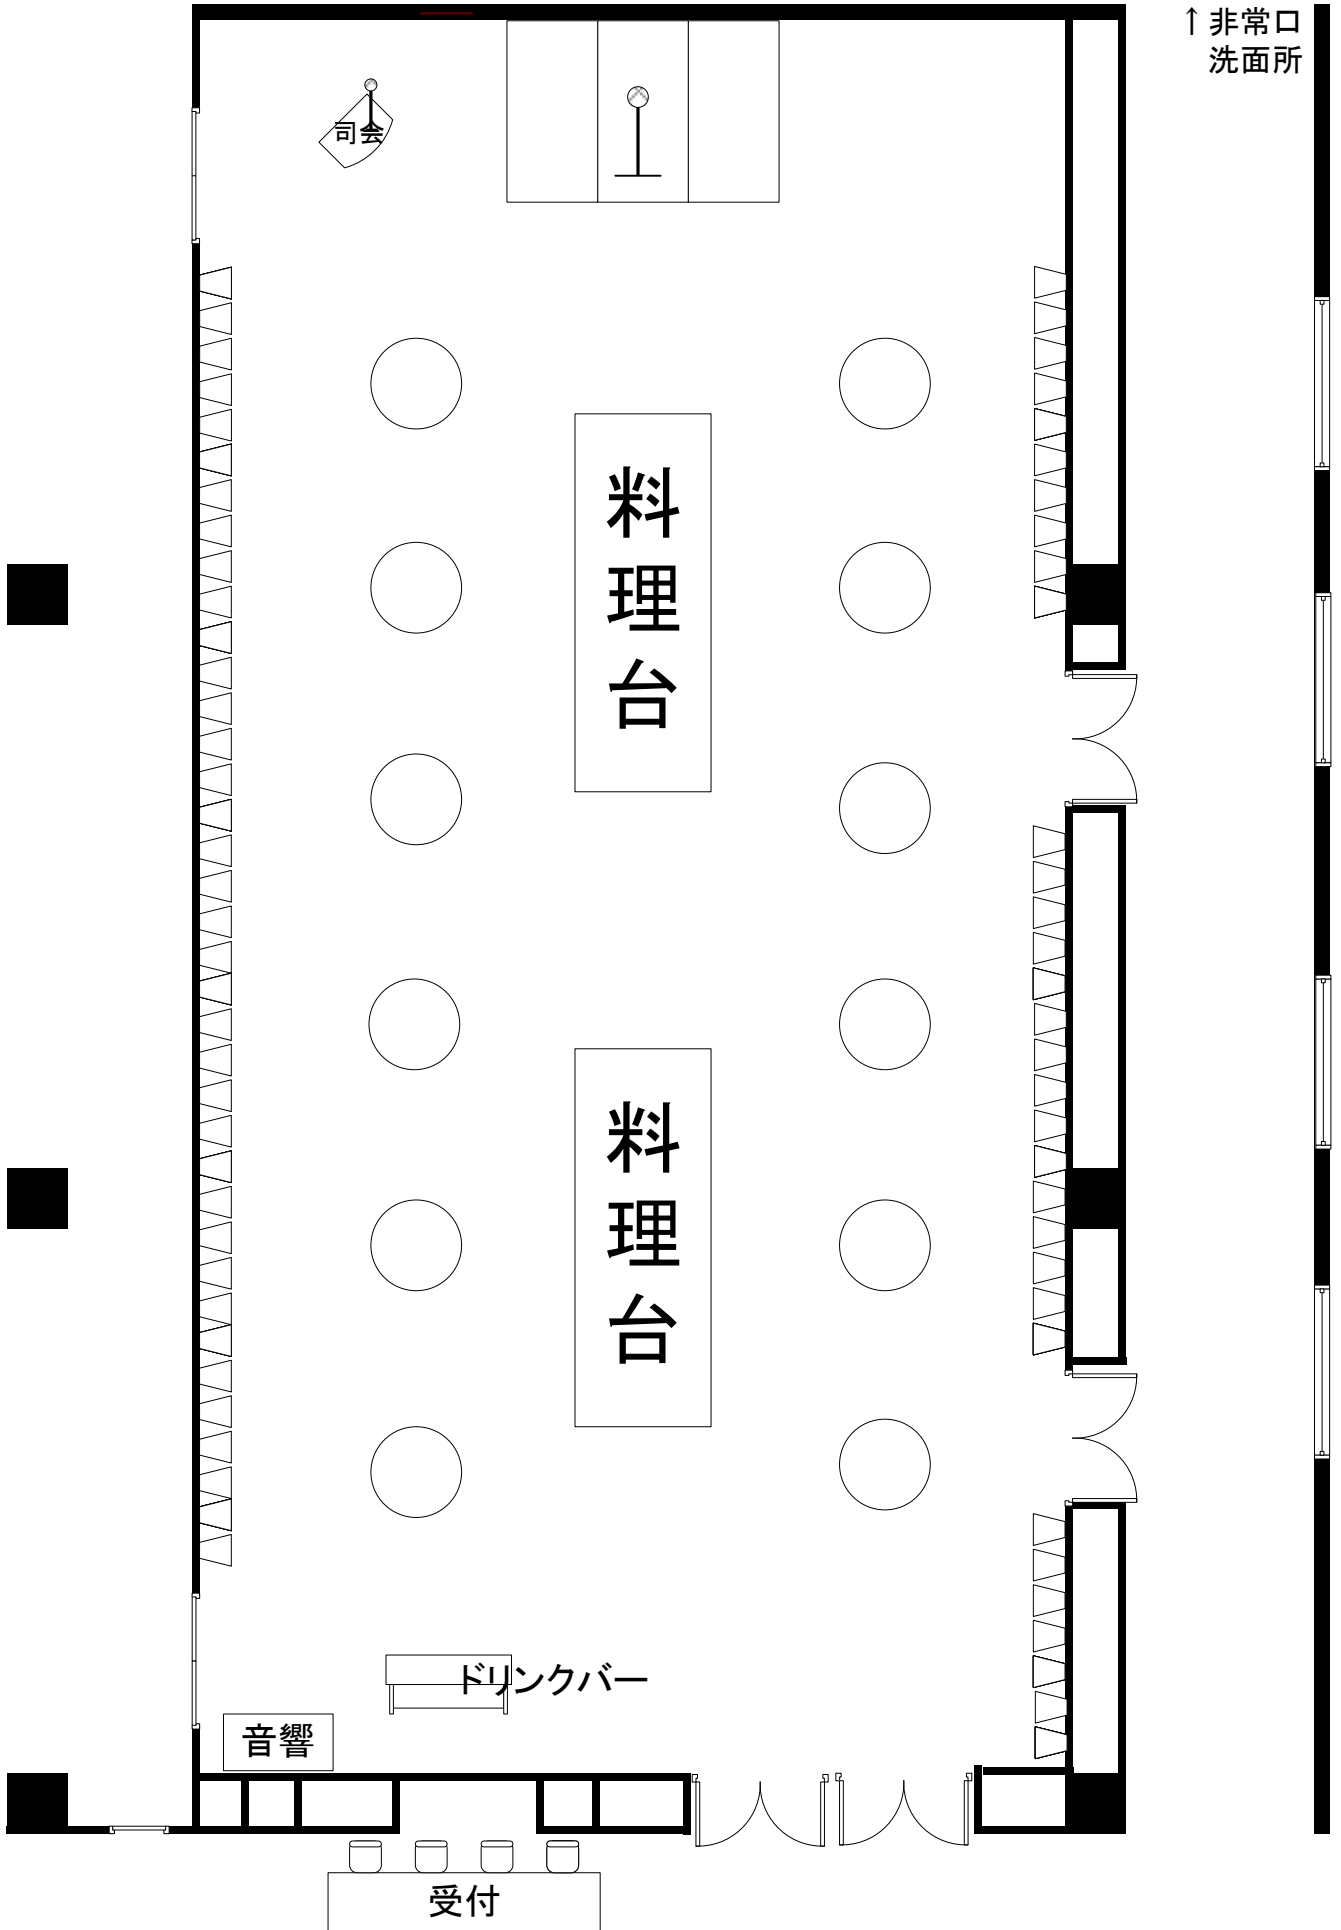 ↑非常口
洗面所
司会
料理台
料理台
ドリンクバー
音響
受付